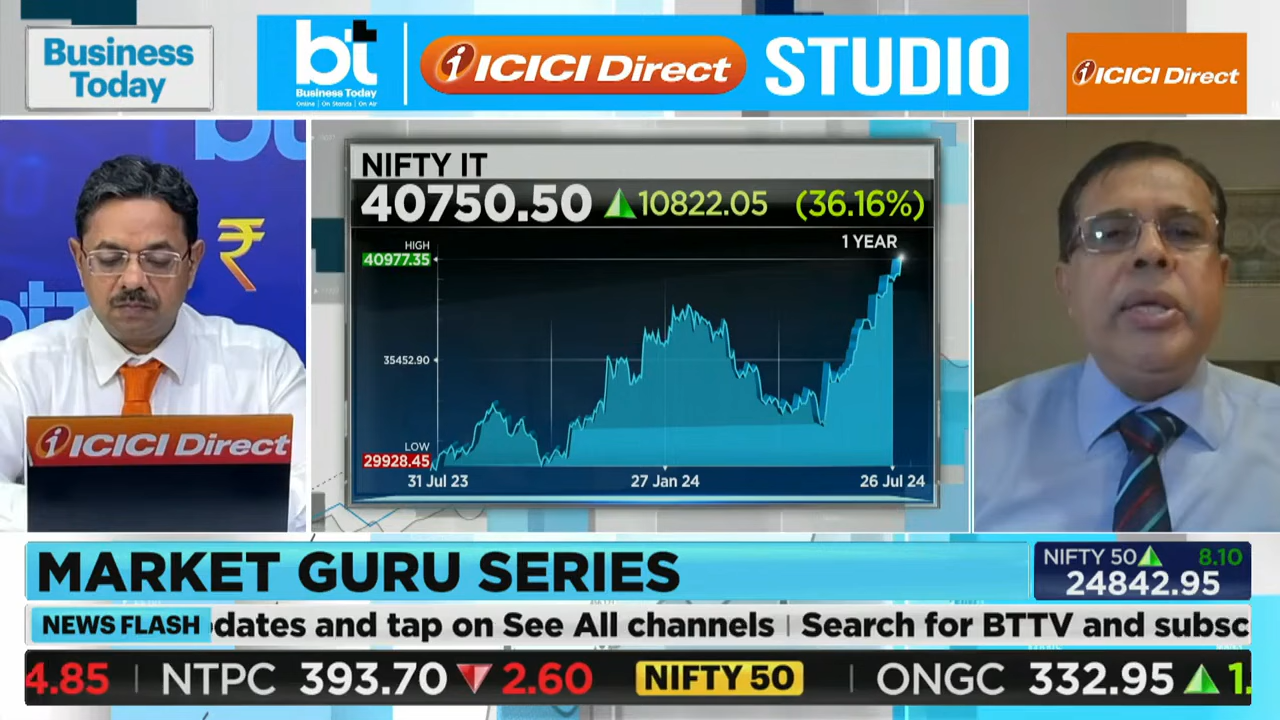 Business
Today
bt
Business Today
Online | On Stands | On Air
ICICI Direct
STUDIO
ICICI Direct
bt
₹
bt
ICICI Direct
NIFTY IT
40750.50 ▲10822.05 (36.16%)
1 YEAR
HIGH
40977.35
35452.90
LOW
29928.45
31 Jul 23 27 Jan 24 26 Jul 24
MARKET GURU SERIES
NIFTY 50▲ 8.10
24842.95
NEWS FLASH dates and tap on See All channels | Search for BTTV and subsc
4.85 | NTPC 393.70 ▼ 2.60 NIFTY 50 | ONGC 332.95 ▲ 1.